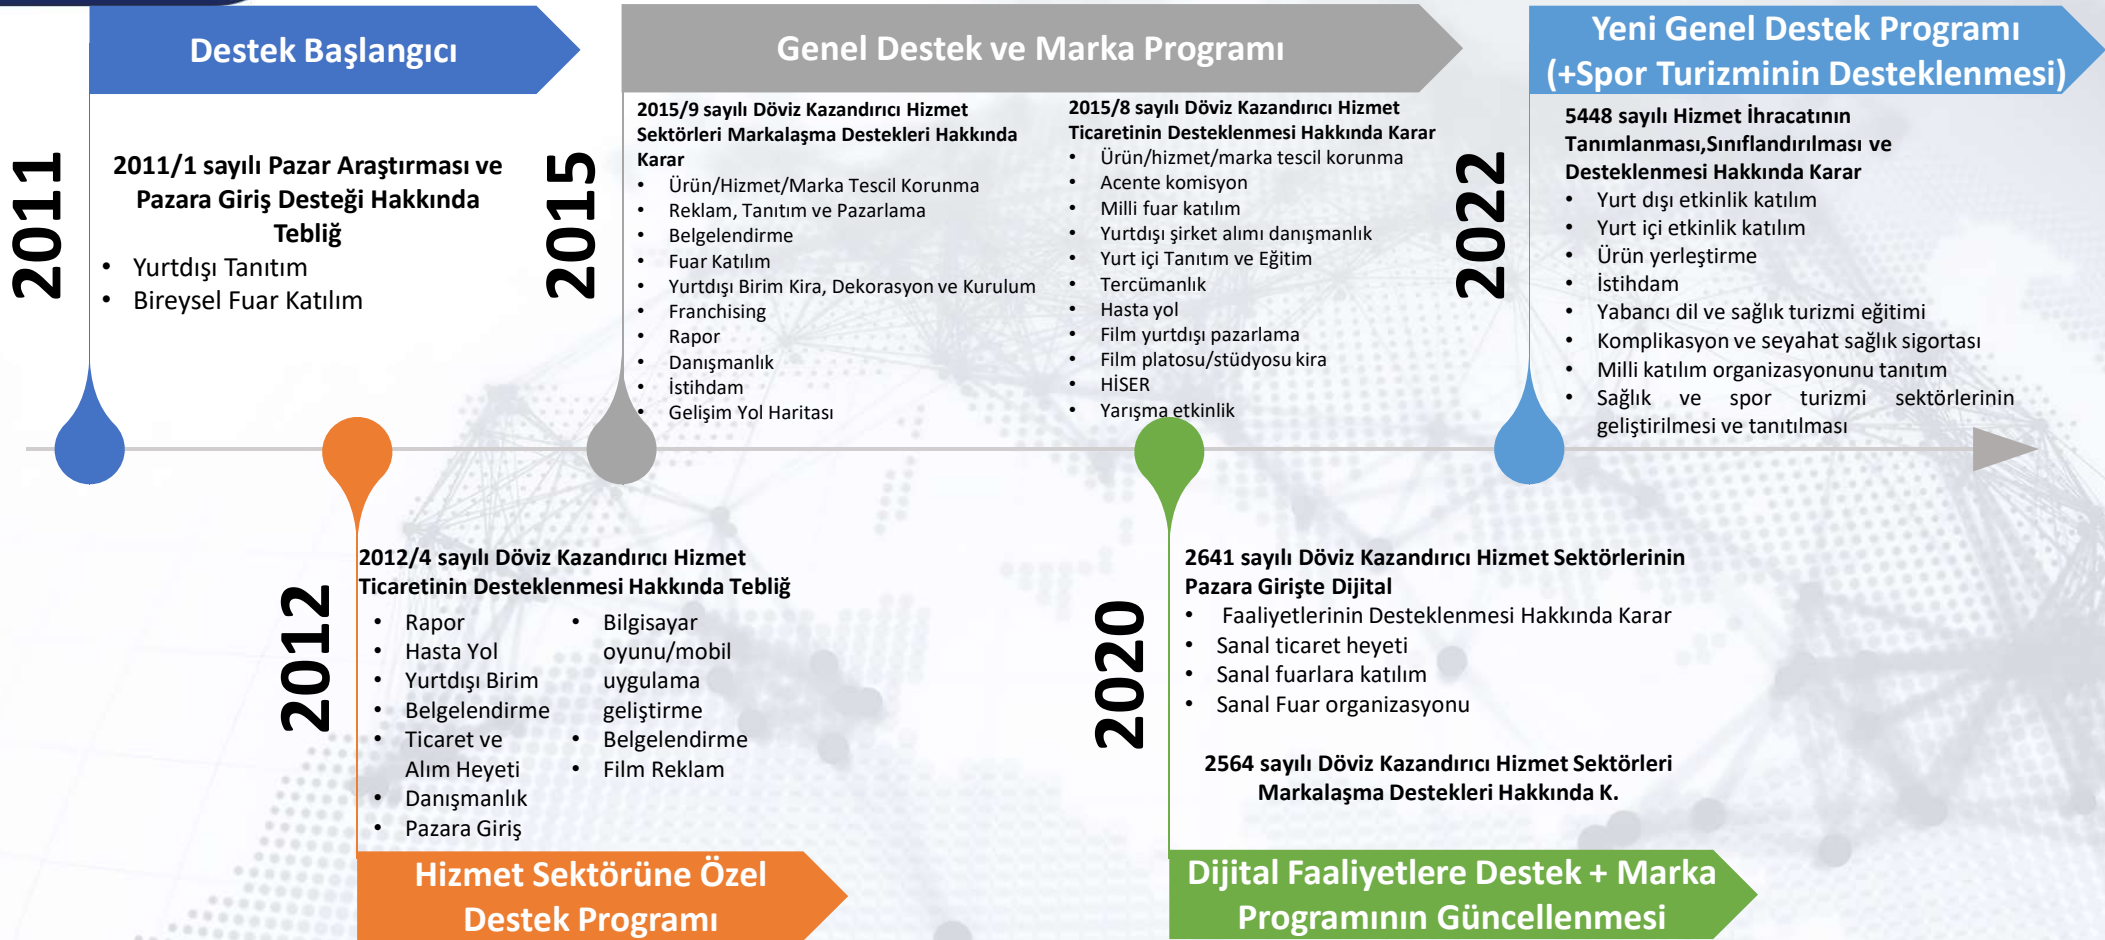 Destek Başlangıcı
2011
2011/1 sayılı Pazar Araştırması ve
Pazara Giriş Desteği Hakkında
Tebliğ
• Yurtdışı Tanıtım
• Bireysel Fuar Katılım
2012
2012/4 sayılı Döviz Kazandırıcı Hizmet
Ticaretinin Desteklenmesi Hakkında Tebliğ
• Rapor
• Hasta Yol
• Yurtdışı Birim
• Belgelendirme
• Ticaret ve
Alım Heyeti
• Danışmanlık
• Pazara Giriş
• Bilgisayar
oyunu/mobil
uygulama
geliştirme
• Belgelendirme
• Film Reklam
Hizmet Sektörüne Özel
Destek Programı
Genel Destek ve Marka Programı
2015
2015/9 sayılı Döviz Kazandırıcı Hizmet
Sektörleri Markalaşma Destekleri Hakkında
Karar
• Ürün/Hizmet/Marka Tescil Korunma
• Reklam, Tanıtım ve Pazarlama
• Belgelendirme
• Fuar Katılım
• Yurtdışı Birim Kira, Dekorasyon ve Kurulum
• Franchising
• Rapor
• Danışmanlık
• İstihdam
• Gelişim Yol Haritası
2015/8 sayılı Döviz Kazandırıcı Hizmet
Ticaretinin Desteklenmesi Hakkında Karar
• Ürün/hizmet/marka tescil korunma
• Acente komisyon
• Milli fuar katılım
• Yurtdışı şirket alımı danışmanlık
• Yurt içi Tanıtım ve Eğitim
• Tercümanlık
• Hasta yol
• Film yurtdışı pazarlama
• Film platosu/stüdyosu kira
• HİSER
• Yarışma etkinlik
2020
2641 sayılı Döviz Kazandırıcı Hizmet Sektörlerinin
Pazara Girişte Dijital
• Faaliyetlerinin Desteklenmesi Hakkında Karar
• Sanal ticaret heyeti
• Sanal fuarlara katılım
• Sanal Fuar organizasyonu
2564 sayılı Döviz Kazandırıcı Hizmet Sektörleri
Markalaşma Destekleri Hakkında K.
Dijital Faaliyetlere Destek + Marka
Programının Güncellenmesi
Yeni Genel Destek Programı
(+Spor Turizminin Desteklenmesi)
2022
5448 sayılı Hizmet İhracatının
Tanımlanması,Sınıflandırılması ve
Desteklenmesi Hakkında Karar
• Yurt dışı etkinlik katılım
• Yurt içi etkinlik katılım
• Ürün yerleştirme
• İstihdam
• Yabancı dil ve sağlık turizmi eğitimi
• Komplikasyon ve seyahat sağlık sigortası
• Milli katılım organizasyonunu tanıtım
• Sağlık ve spor turizmi sektörlerinin
geliştirilmesi ve tanıtılması